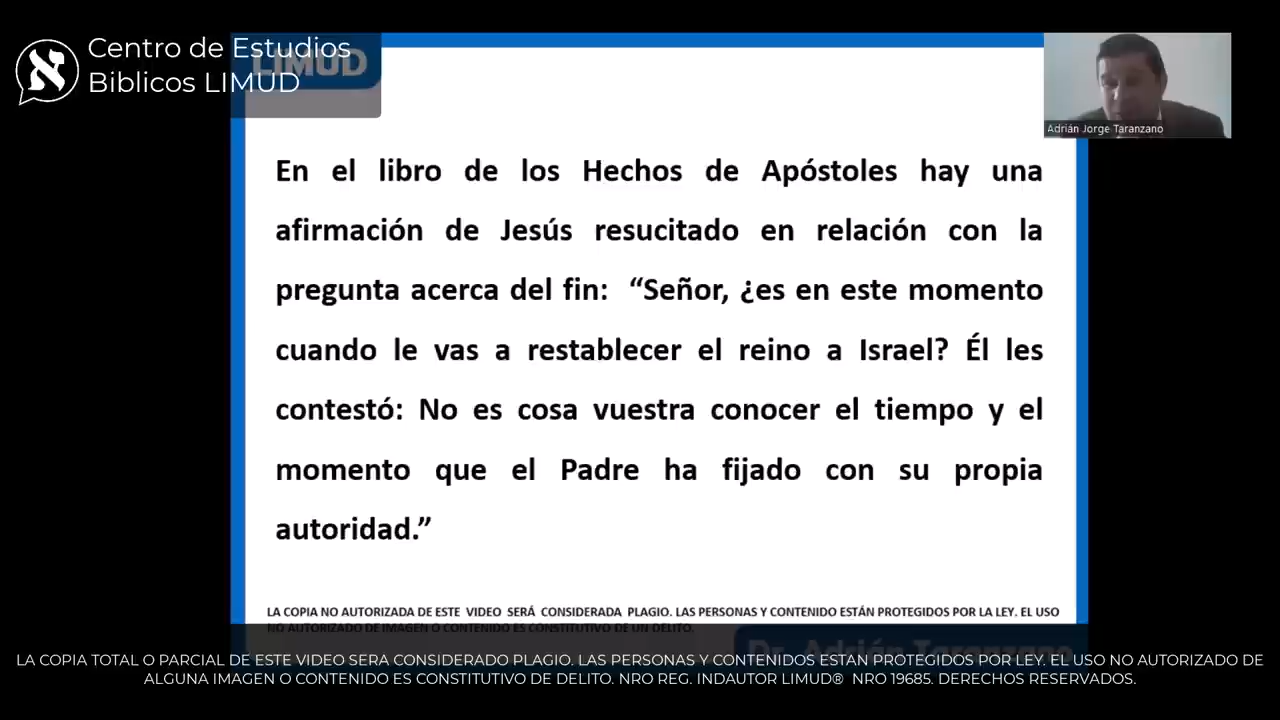 Centro de Estudios
Biblicos LIMUD
LIMUD
Adrián Jorge Taranzano
En el libro de los Hechos de Apóstoles hay una
afirmación de Jesús resucitado en relación con la
pregunta acerca del fin: “Señor, ¿es en este momento
cuando le vas a restablecer el reino a Israel? Él les
contestó: No es cosa vuestra conocer el tiempo y el
momento que el Padre ha fijado con su propia
autoridad.”
LA COPIA NO AUTORIZADA DE ESTE VIDEO SERÁ CONSIDERADA PLAGIO. LAS PERSONAS Y CONTENIDO ESTÁN PROTEGIDOS POR LA LEY. EL USO
NO AUTORIZADO DE IMAGEN O CONTENIDO ES CONSTITUTIVO DE UN DELITO.
Dr. Adrián Taranzano
LA COPIA TOTAL O PARCIAL DE ESTE VIDEO SERA CONSIDERADO PLAGIO. LAS PERSONAS Y CONTENIDOS ESTAN PROTEGIDOS POR LEY. EL USO NO AUTORIZADO DE
ALGUNA IMAGEN O CONTENIDO ES CONSTITUTIVO DE DELITO. NRO REG. INDAUTOR LIMUD® NRO 19685. DERECHOS RESERVADOS.